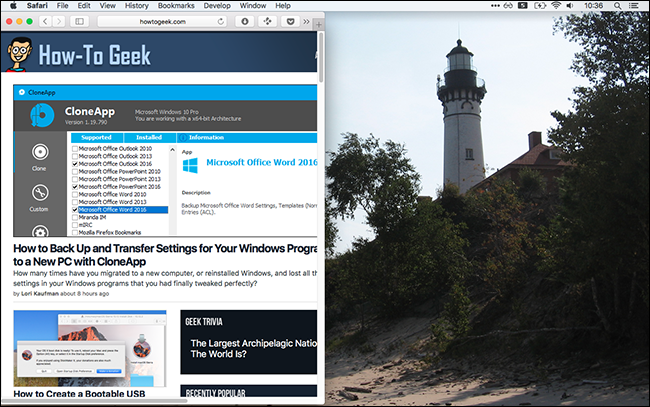 Safari File Edit View History Bookmarks Develop Window Help 10:36
howtogeek.com
How-To Geek
CloneApp
CloneApp
Version 1.19.790
Microsoft Windows 10 Pro
You are working with a x64-bit Architecture
Supported Installed Information
Clone
Custom
Microsoft Office Outlook 2010
Microsoft Office Outlook 2013
Microsoft Office Outlook 2016
Microsoft Office PowerPoint 2010
Microsoft Office PowerPoint 2013
Microsoft Office PowerPoint 2016
Microsoft Office Word 2010
Microsoft Office Word 2013
Microsoft Office Word 2016
Miranda IM
mIRC
Mozilla Firefox Bookmarks
App
Microsoft Office Word 2016
Description
Backup Microsoft Office Word Settings, Templates (Nor
Entries (ACL).
How to Back Up and Transfer Settings for Your Windows Progra
to a New PC with CloneApp
How many times have you migrated to a new computer, or reinstalled Windows, and lost all th
settings in your Windows programs that you had finally tweaked perfectly?
by Lori Kaufman about 8 hours ago
GEEK TRIVIA
The Largest Archipelagic Natio
The World Is?
RECENTLY POPULAR
How to Create a Bootable USB